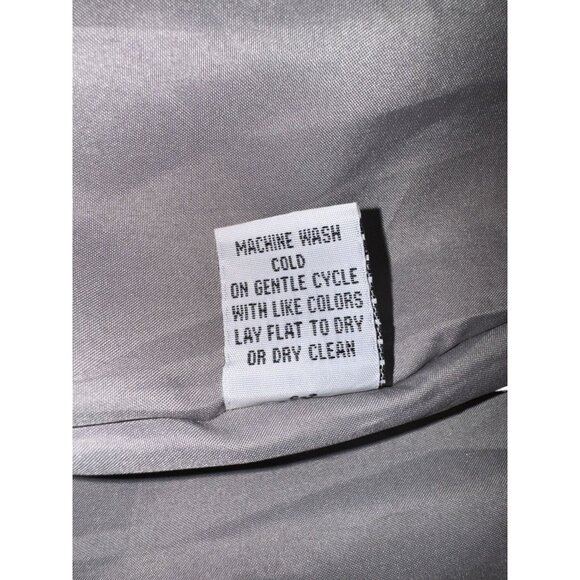 MACHINE WASH
COLD
ON GENTLE CYCLE
WITH LIKE COLORS
LAY FLAT TO DRY
OR DRY CLEAN